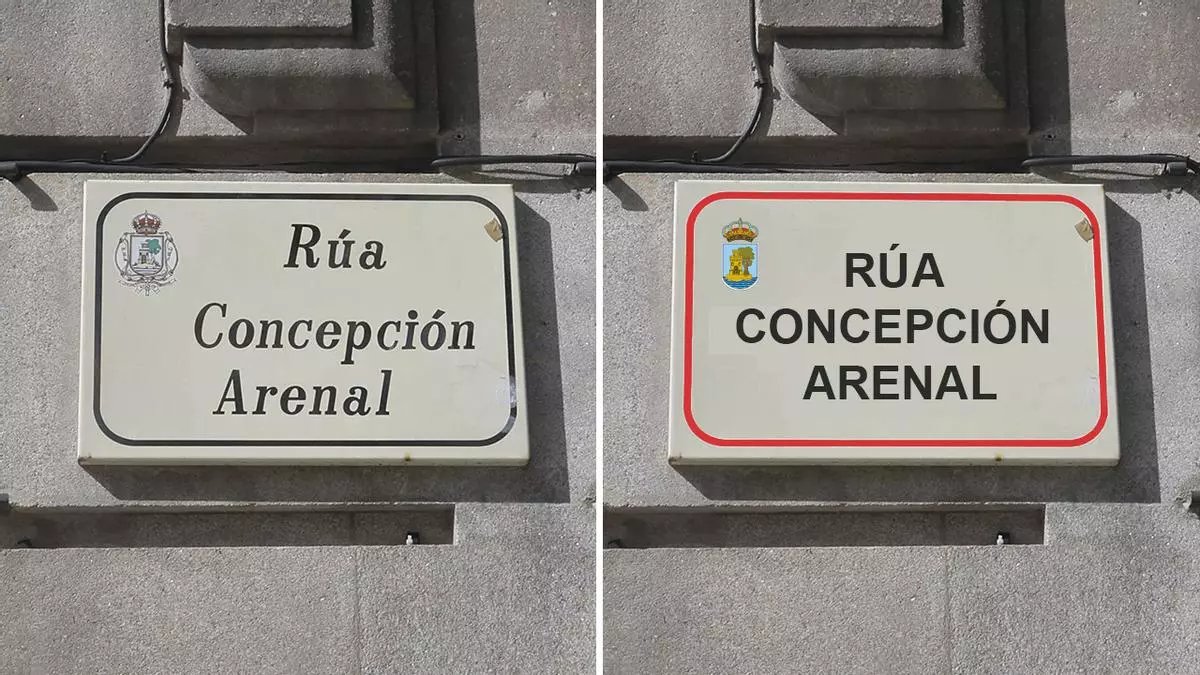 Rúa
Concepción
Arenal
RÚA
CONCEPCIÓN
ARENAL